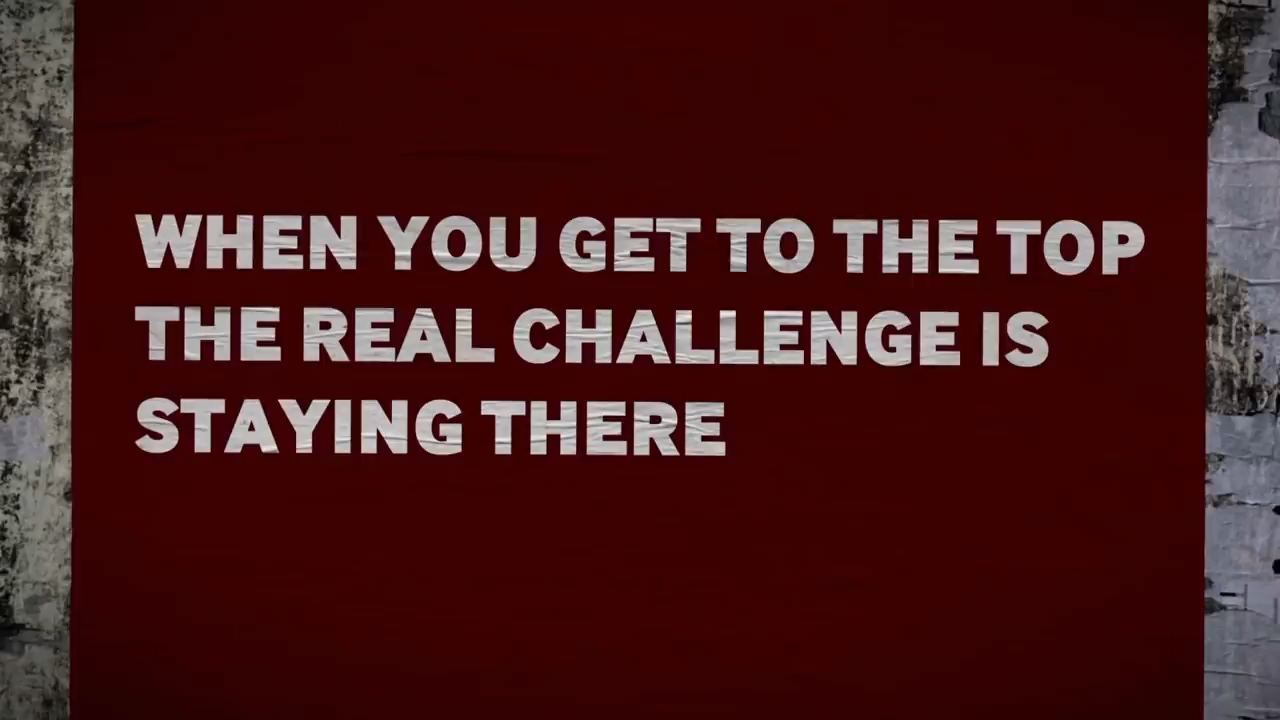 WHEN YOU GET TO THE TOP
THE REAL CHALLENGE IS
STAYING THERE